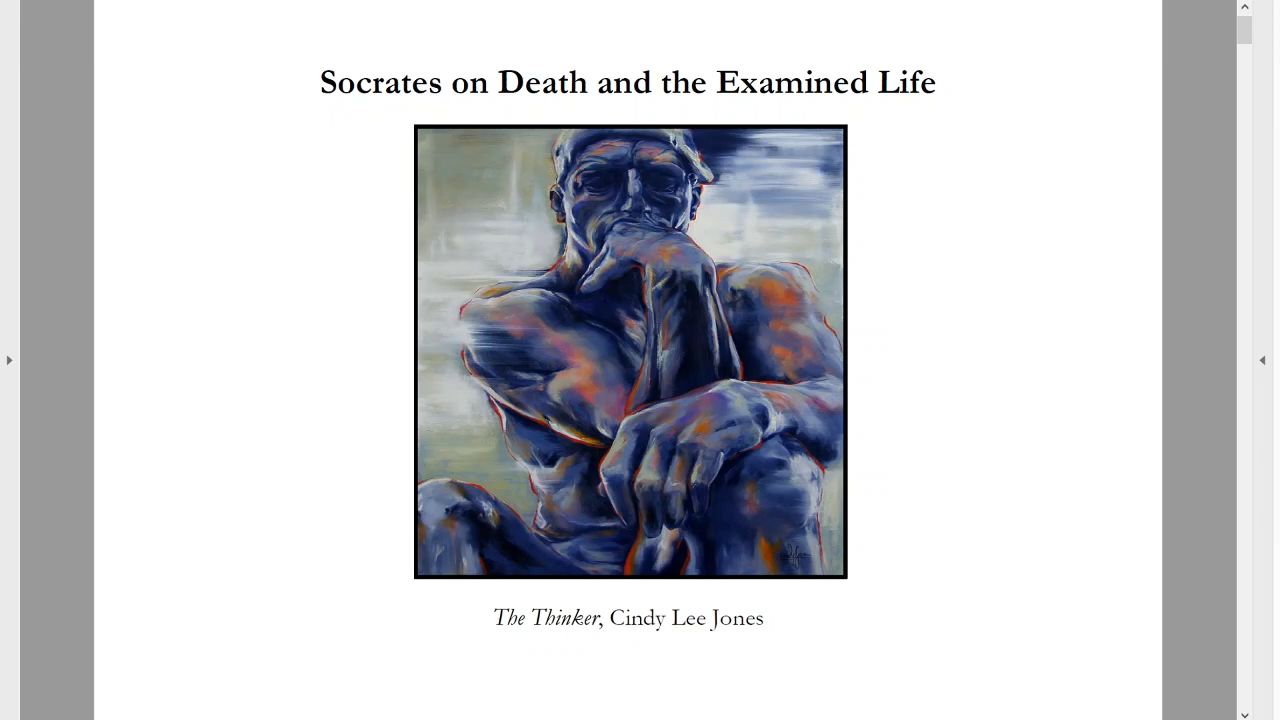 Socrates on Death and the Examined Life
The Thinker, Cindy Lee Jones